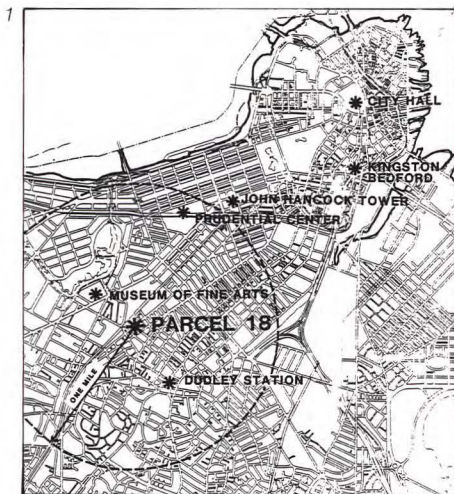 1
CITY HALL
KINGSTON
BEDFORD
JOHN HANCOCK TOWER
PRUDENTIAL CENTER
MUSEUM OF FINE ARTS
PARCEL 18
ONE MILE
DUDLEY STATION